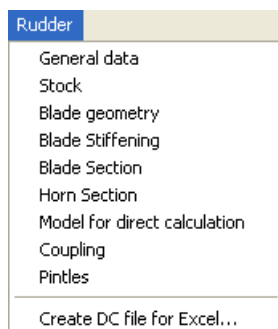 Rudder
General data
Stock
Blade geometry
Blade Stiffening
Blade Section
Horn Section
Model for direct calculation
Coupling
Pintles
Create DC file for Excel...